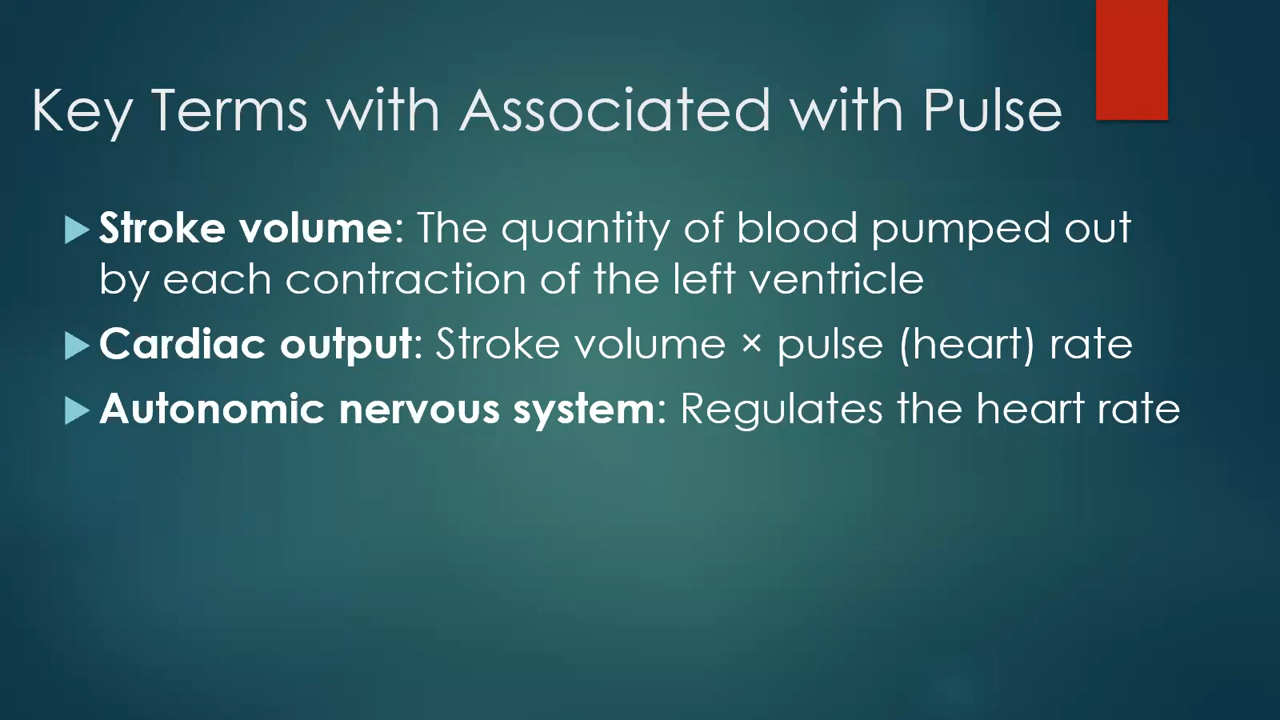 Key Terms with Associated with Pulse
Stroke volume: The quantity of blood pumped out
by each contraction of the left ventricle
Cardiac output: Stroke volume × pulse (heart) rate
Autonomic nervous system: Regulates the heart rate